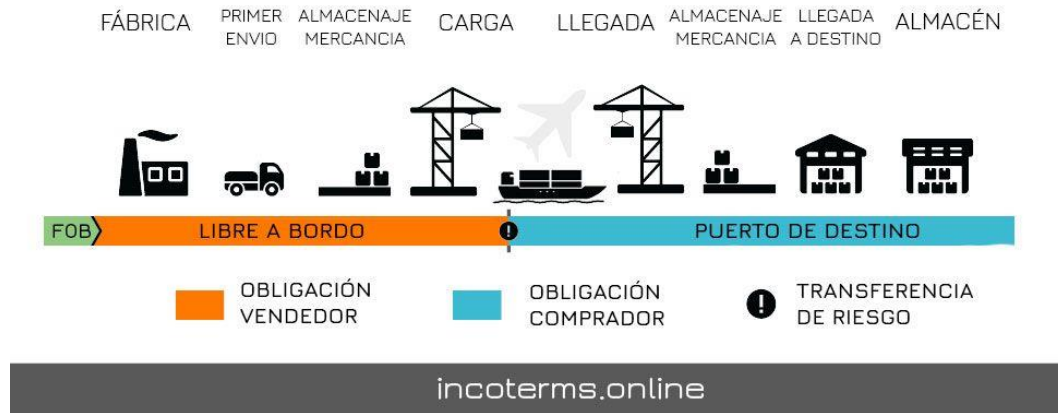 FÁBRICA
PRIMER
ENVIO
ALMACENAJE
MERCANCIA
CARGA
LLEGADA
ALMACENAJE
MERCANCIA
LLEGADA
A DESTINO
ALMACÉN
FOB
LIBRE A BORDO
!
PUERTO DE DESTINO
OBLIGACIÓN
VENDEDOR
OBLIGACIÓN
COMPRADOR
!
TRANSFERENCIA
DE RIESGO
incoterms.online